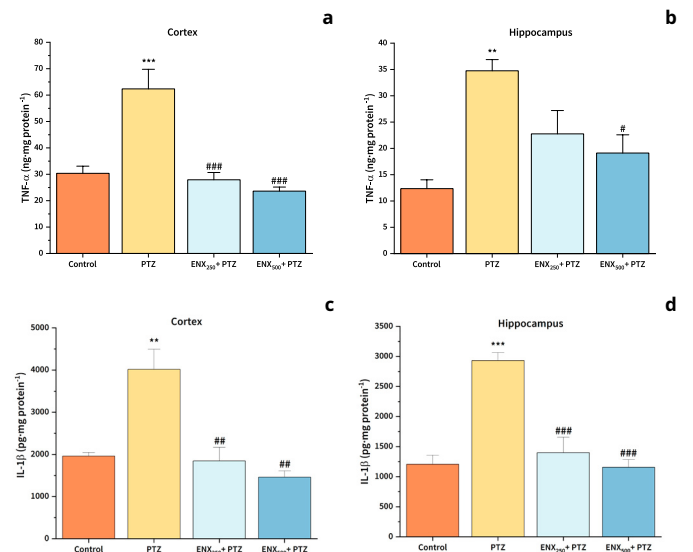 a
Cortex
TNF-α (ng·mg protein⁻¹)
80
70
60
50
40
30
20
10
0
***
###
###
Control PTZ ENX₂₅₀+ PTZ ENX₅₀₀+ PTZ
b
Hippocampus
TNF-α (ng·mg protein⁻¹)
40
35
30
25
20
15
10
5
0
**
#
Control PTZ ENX₂₅₀+ PTZ ENX₅₀₀+ PTZ
c
Cortex
IL-1β (pg·mg protein⁻¹)
5000
4000
3000
2000
1000
0
**
##
##
Control PTZ ENX + PTZ ENX + PTZ
d
Hippocampus
IL-1β (pg·mg protein⁻¹)
3500
3000
2500
2000
1500
1000
500
0
***
###
###
Control PTZ ENX₂₅₀+ PTZ ENX₅₀₀+ PTZ